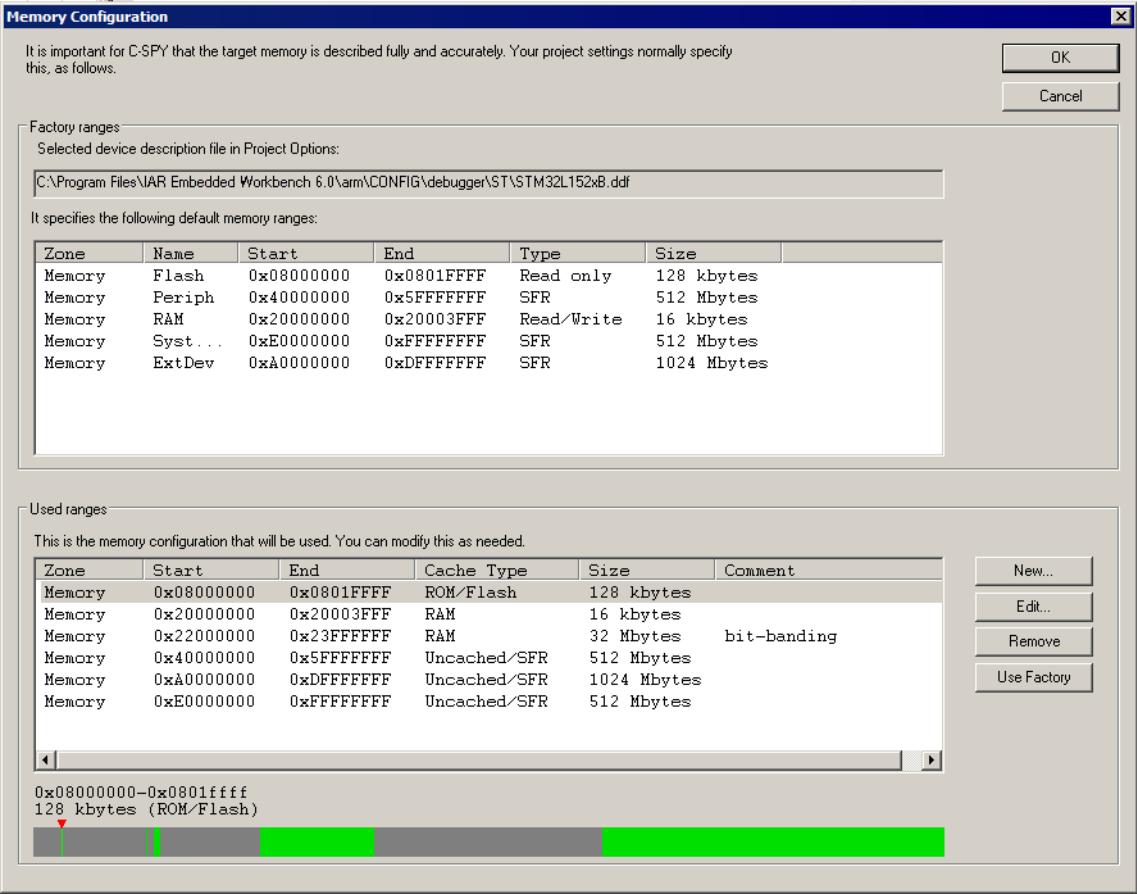 Memory Configuration
It is important for C-SPY that the target memory is described fully and accurately. Your project settings normally specify
this, as follows.
OK
Cancel
Factory ranges
Selected device description file in Project Options:
C:\Program Files\IAR Embedded Workbench 6.0\arm\CONFIG\debugger\ST\STM32L152xB.ddf
It specifies the following default memory ranges:
Zone Name Start End Type Size
Memory Flash 0x08000000 0x0801FFFF Read only 128 kbytes
Memory Periph 0x40000000 0x5FFFFFFF SFR 512 Mbytes
Memory RAM 0x20000000 0x20003FFF Read/Write 16 kbytes
Memory Syst... 0xE0000000 0xFFFFFFFF SFR 512 Mbytes
Memory ExtDev 0xA0000000 0xDFFFFFFF SFR 1024 Mbytes
Used ranges
This is the memory configuration that will be used. You can modify this as needed.
Zone Start End Cache Type Size Comment
Memory 0x08000000 0x0801FFFF ROM/Flash 128 kbytes
Memory 0x20000000 0x20003FFF RAM 16 kbytes
Memory 0x22000000 0x23FFFFFF RAM 32 Mbytes bit-banding
Memory 0x40000000 0x5FFFFFFF Uncached/SFR 512 Mbytes
Memory 0xA0000000 0xDFFFFFFF Uncached/SFR 1024 Mbytes
Memory 0xE0000000 0xFFFFFFFF Uncached/SFR 512 Mbytes
New...
Edit...
Remove
Use Factory
0x08000000-0x0801ffff
128 kbytes (ROM/Flash)